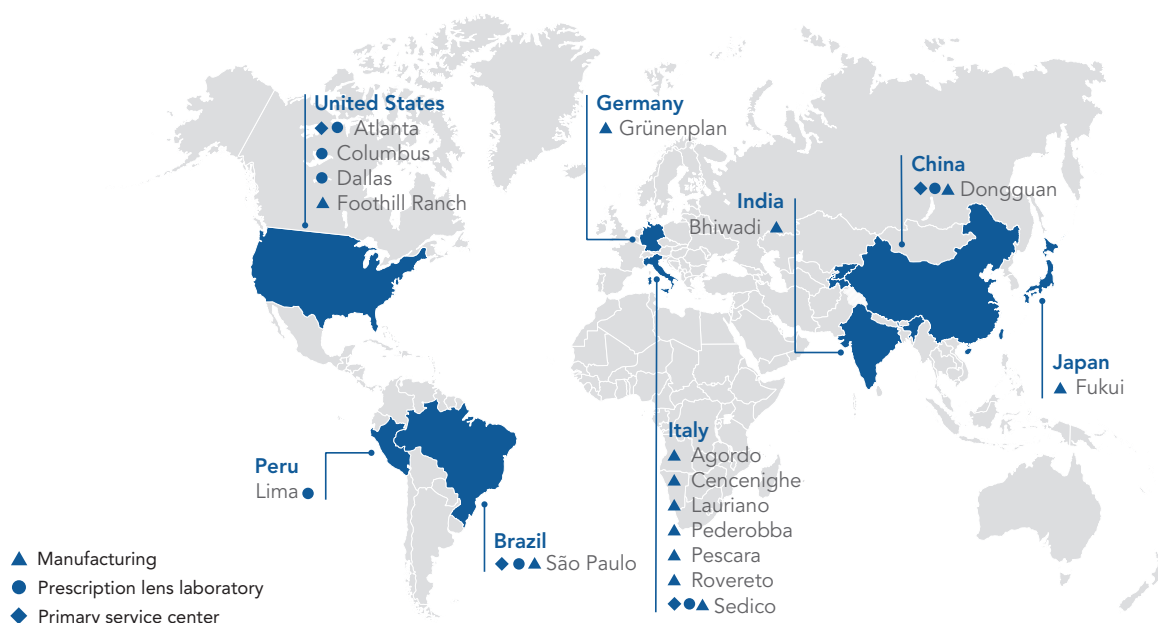 United States
Atlanta
Columbus
Dallas
Foothill Ranch
Germany
Grünenplan
India
Bhiwadi
China
Dongguan
Japan
Fukui
Italy
Agordo
Cencenighe
Lauriano
Pederobba
Pescara
Rovereto
Sedico
Peru
Lima
Brazil
São Paulo
Manufacturing
Prescription lens laboratory
Primary service center